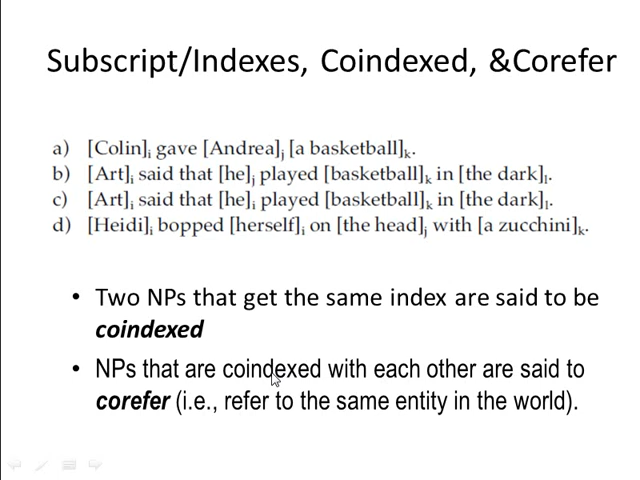 Subscript/Indexes, Coindexed, &Corefer
a) [Colin]i gave [Andrea]j [a basketball]k.
b) [Art]i said that [he]j played [basketball]k in [the dark]l.
c) [Art]i said that [he]i played [basketball]k in [the dark]l.
d) [Heidi]i bopped [herself]i on [the head]j with [a zucchini]k.
• Two NPs that get the same index are said to be
coindexed
• NPs that are coindexed with each other are said to
corefer (i.e., refer to the same entity in the world).